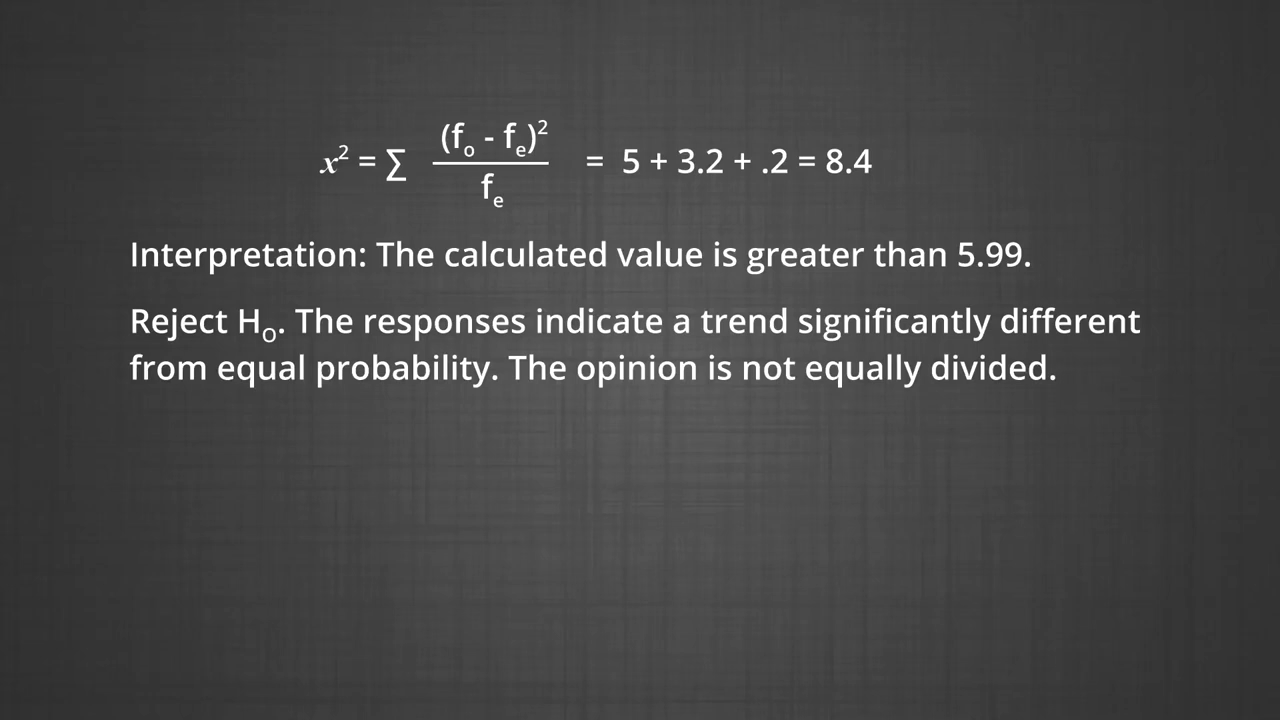 x² = ∑ (fₒ - fₑ)² / fₑ = 5 + 3.2 + .2 = 8.4
Interpretation: The calculated value is greater than 5.99.
Reject H₀. The responses indicate a trend significantly different
from equal probability. The opinion is not equally divided.